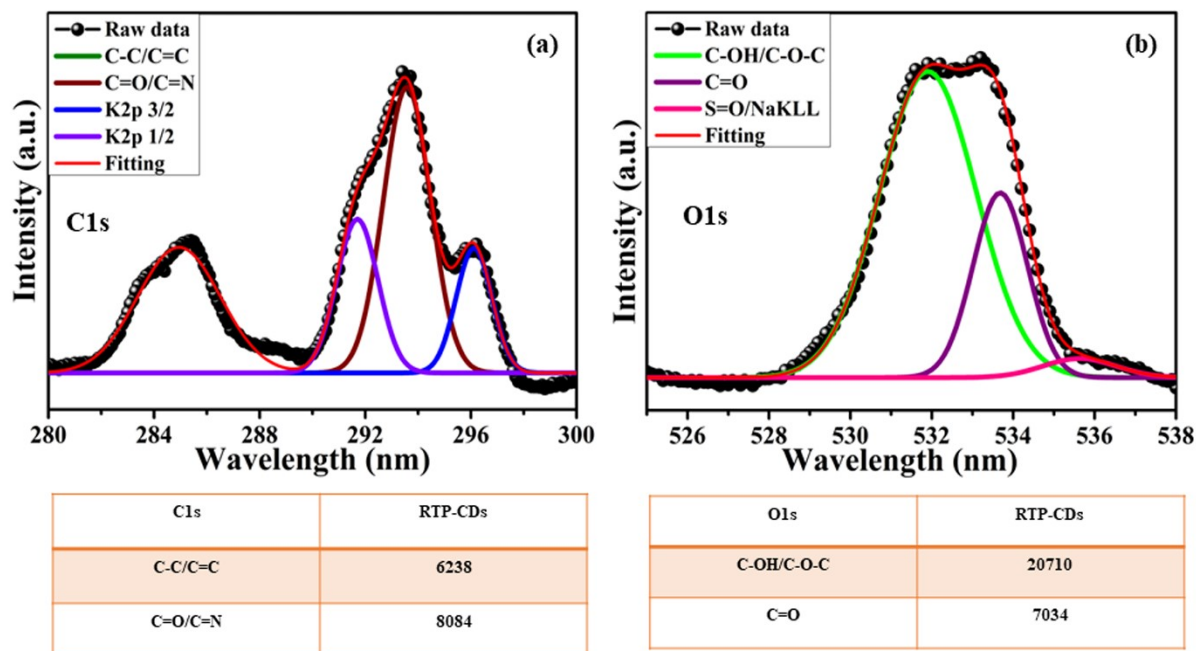 Raw data
C-C/C=C
C=O/C=N
K2p 3/2
K2p 1/2
Fitting
(a)
C1s
Intensity (a.u.)
280 284 288 292 296 300
Wavelength (nm)
Raw data
C-OH/C-O-C
C=O
S=O/NaKLL
Fitting
(b)
O1s
Intensity (a.u.)
526 528 530 532 534 536 538
Wavelength (nm)
C1s RTP-CDs
C-C/C=C 6238
C=O/C=N 8084
O1s RTP-CDs
C-OH/C-O-C 20710
C=O 7034